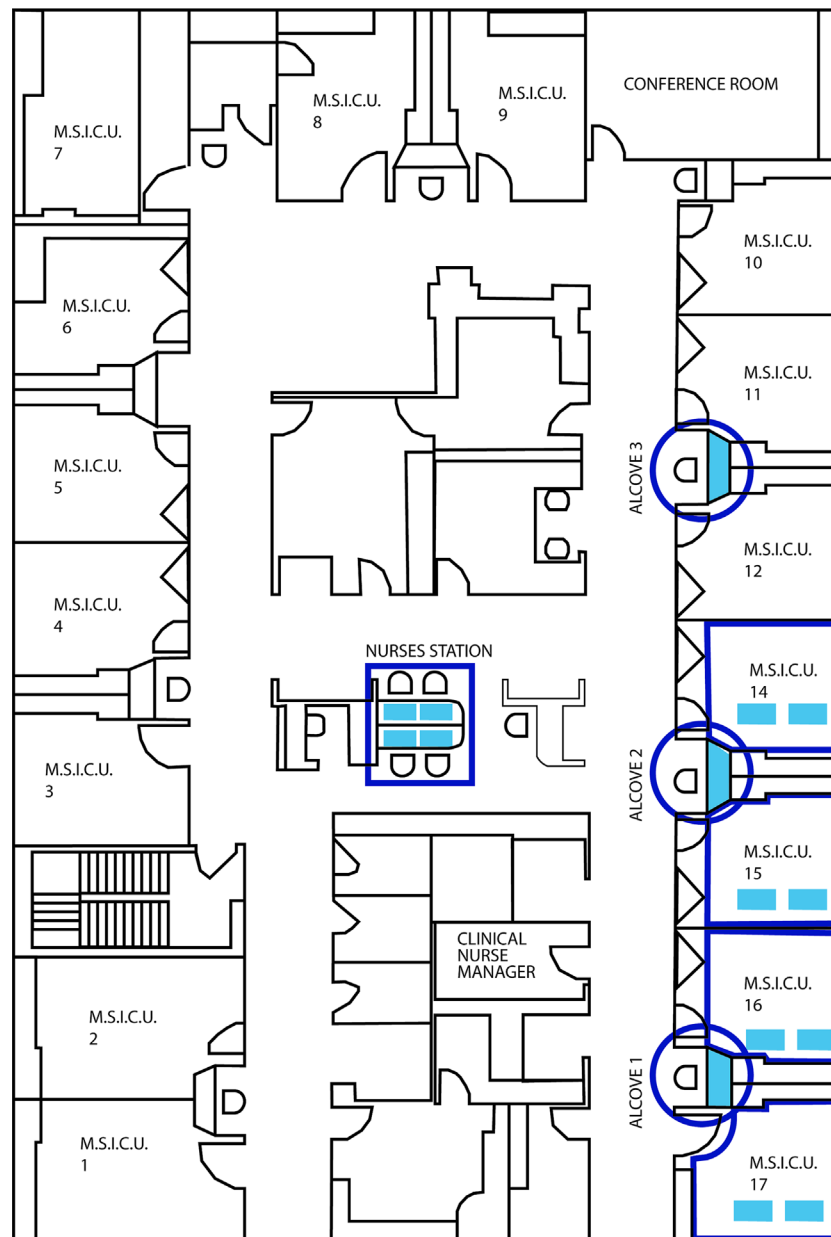 CONFERENCE ROOM
M.S.I.C.U.
8
M.S.I.C.U.
9
M.S.I.C.U.
7
M.S.I.C.U.
10
M.S.I.C.U.
6
M.S.I.C.U.
11
ALCOVE 3
M.S.I.C.U.
5
M.S.I.C.U.
12
M.S.I.C.U.
4
NURSES STATION
M.S.I.C.U.
14
ALCOVE 2
M.S.I.C.U.
3
M.S.I.C.U.
15
CLINICAL
NURSE
MANAGER
M.S.I.C.U.
16
M.S.I.C.U.
2
ALCOVE 1
M.S.I.C.U.
1
M.S.I.C.U.
17